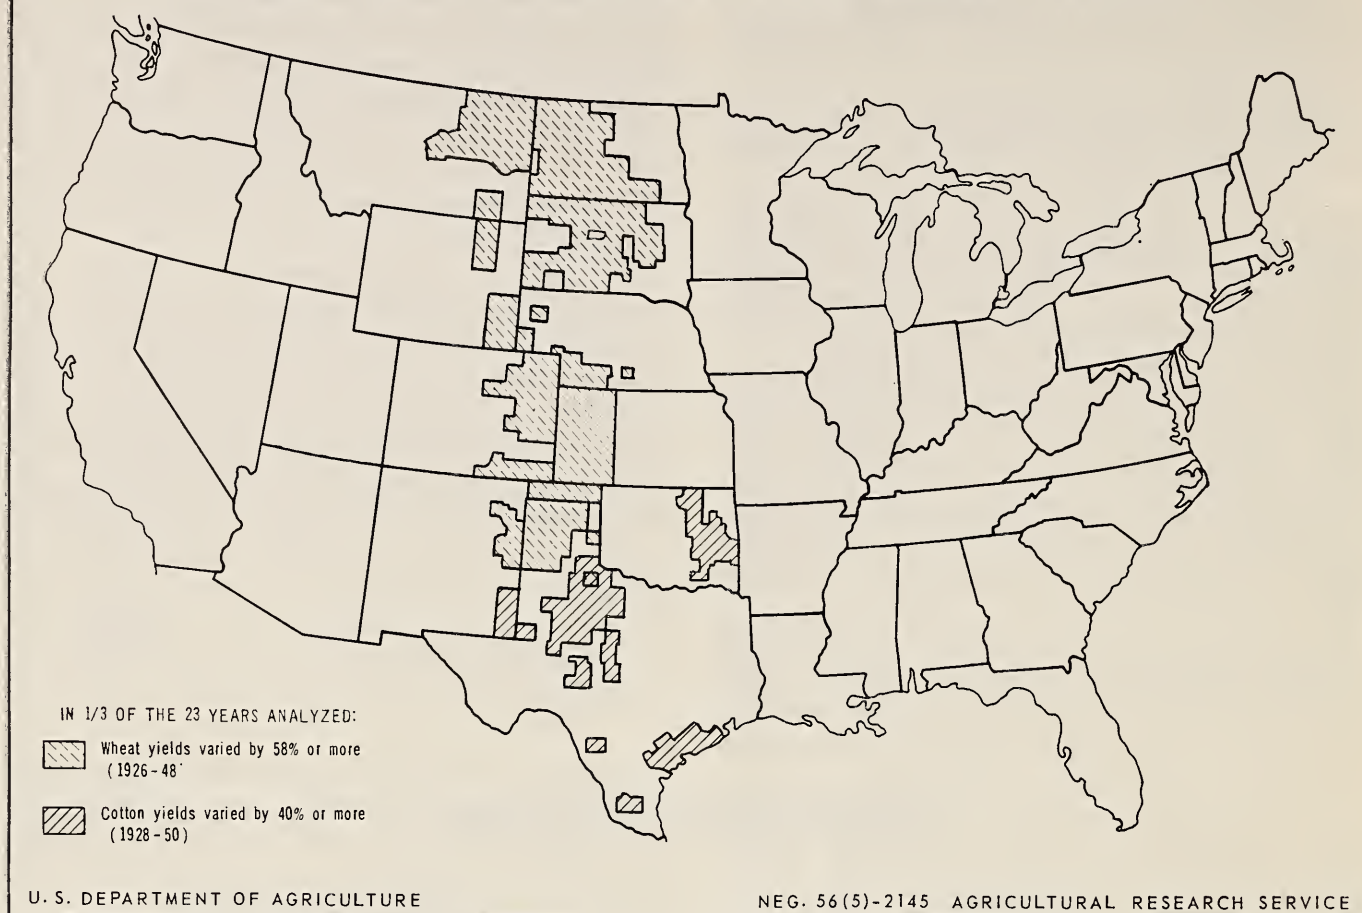 IN 1/3 OF THE 23 YEARS ANALYZED:
Wheat yields varied by 58% or more
(1926-48
Cotton yields varied by 40% or more
(1928-50)
U. S. DEPARTMENT OF AGRICULTURE
NEG. 56(5)-2145 AGRICULTURAL RESEARCH SERVICE